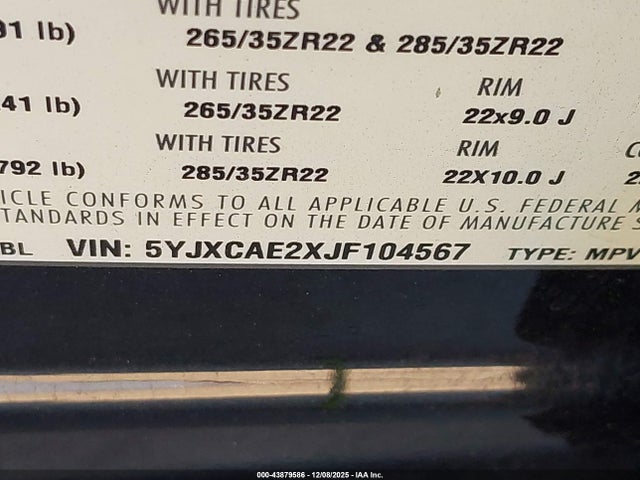 WITH TIRES
91 lb) 265/35ZR22 & 285/35ZR22
WITH TIRES RIM
41 lb) 265/35ZR22 22x9.0 J
WITH TIRES RIM
792 lb) 285/35ZR22 22X10.0 J
ICLE CONFORMS TO ALL APPLICABLE U.S. FEDERAL M
TANDARDS IN EFFECT ON THE DATE OF MANUFACTURE S
BL VIN: 5YJXCAE2XJF104567 TYPE: MPV
000-43879586 - 12/08/2025 - IAA Inc.